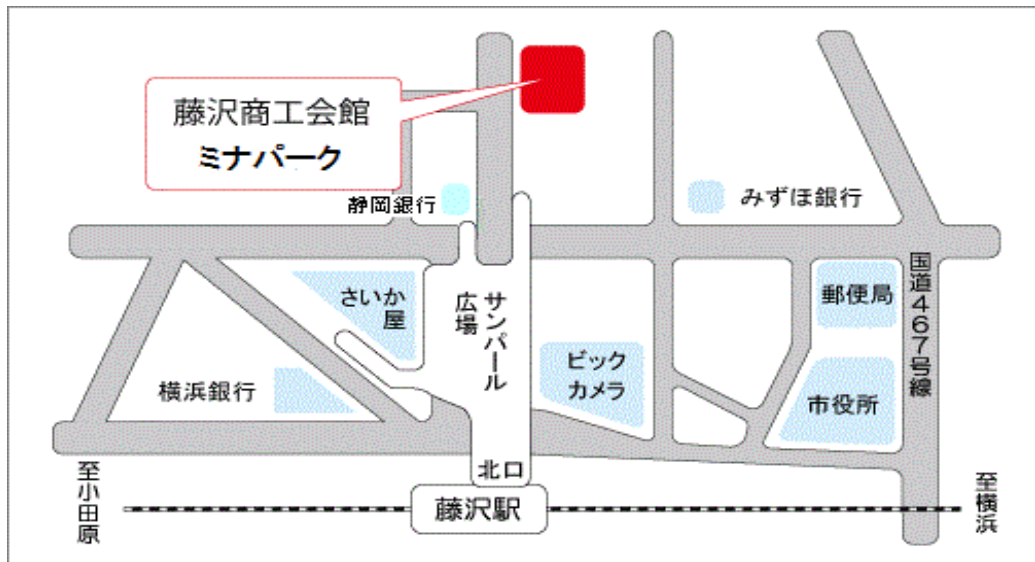 藤沢商工会館
ミナパーク
静岡銀行
みずほ銀行
さいか
屋
サンパール
広場
ビック
カメラ
郵便局
国道467号線
横浜銀行
市役所
北口
藤沢駅
至小田原
至横浜